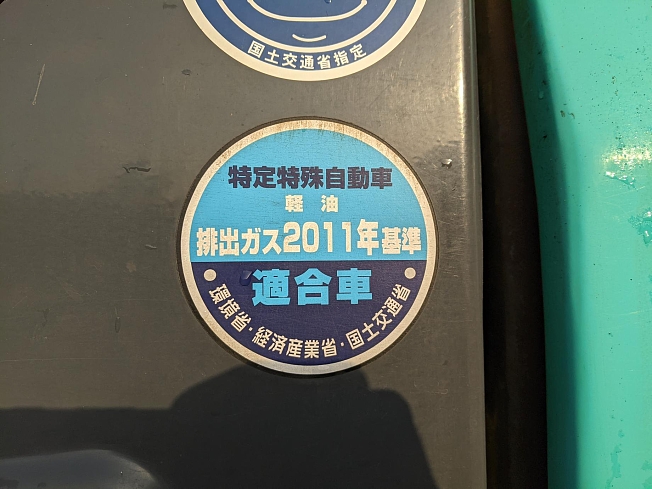 国土交通省指定
特定特殊自動車
軽油
排出ガス2011年基準
適合車
環境省・経済産業省・国土交通省